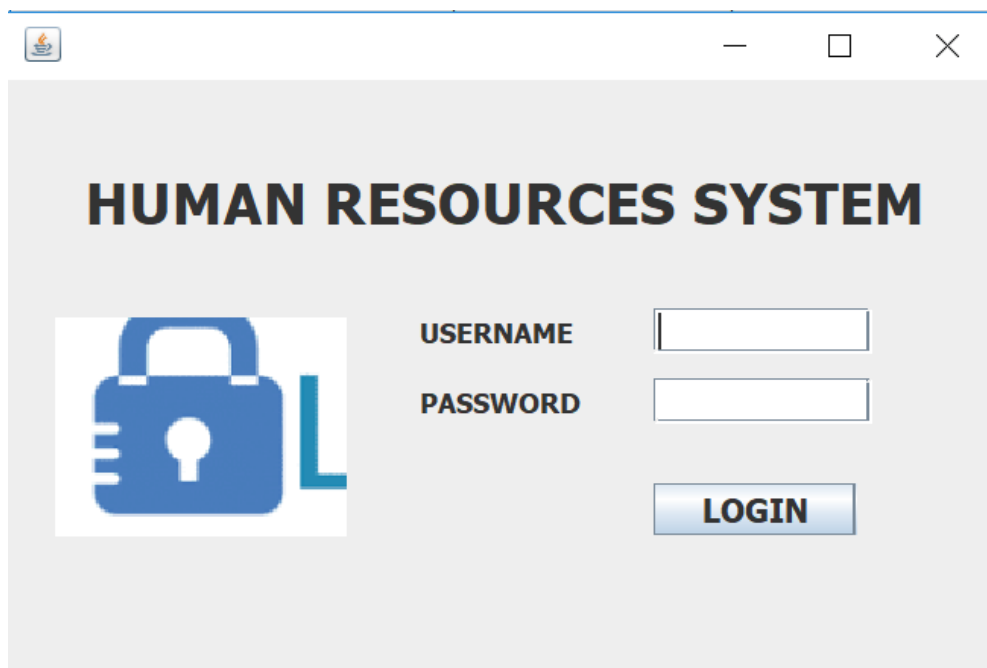 HUMAN RESOURCES SYSTEM
USERNAME
PASSWORD
L
LOGIN